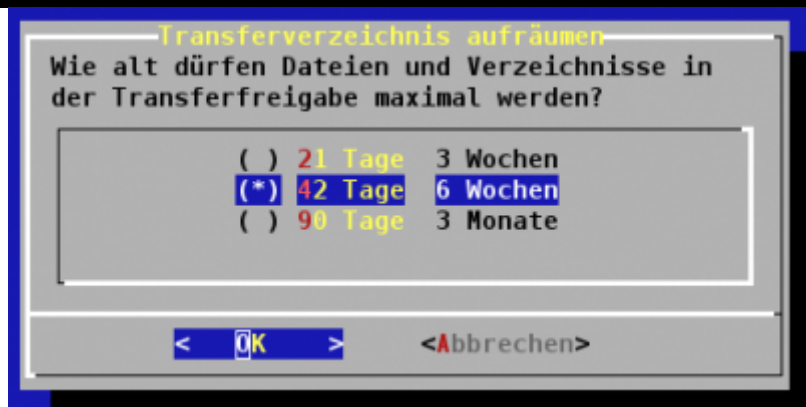 Transferverzeichnis aufräumen
Wie alt dürfen Dateien und Verzeichnisse in
der Transferfreigabe maximal werden?
( ) 21 Tage 3 Wochen
(*) 42 Tage 6 Wochen
( ) 90 Tage 3 Monate
< OK > <Abbrechen>